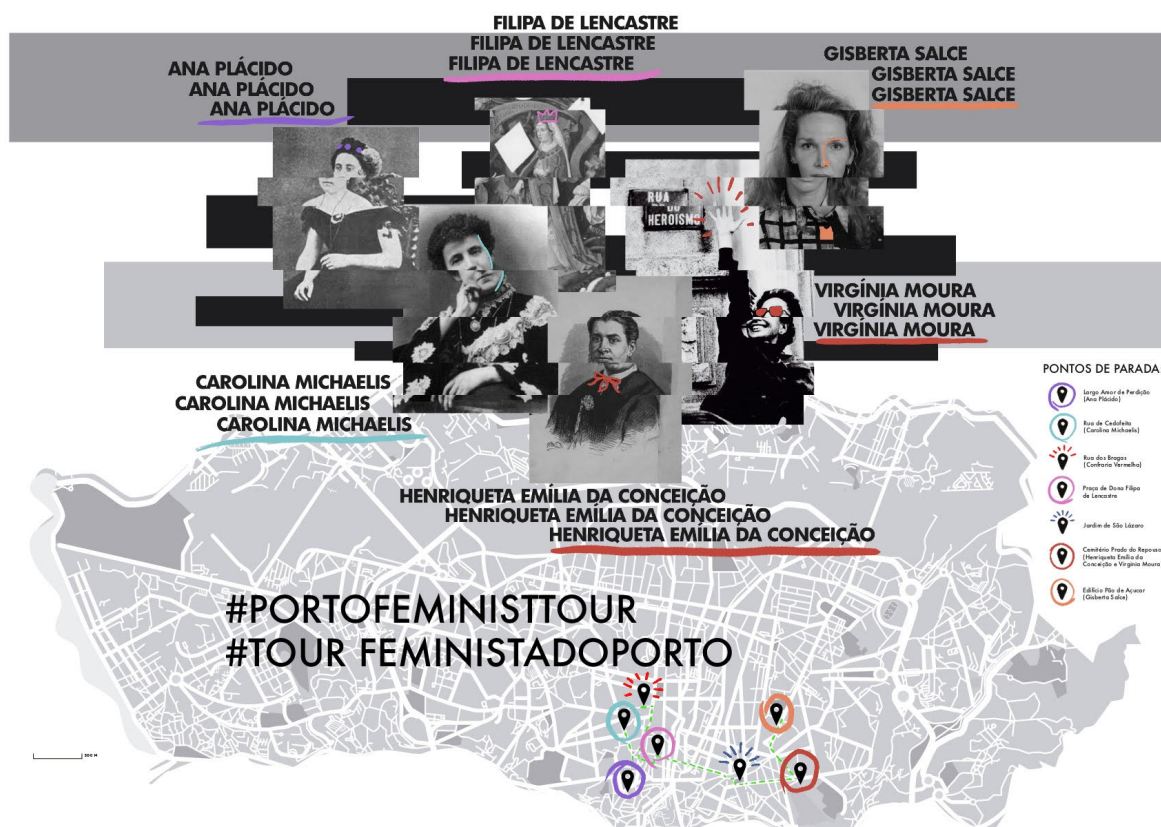 FILIPA DE LENCASTRE
FILIPA DE LENCASTRE
FILIPA DE LENCASTRE
GISBERTA SALCE
GISBERTA SALCE
GISBERTA SALCE
ANA PLÁCIDO
ANA PLÁCIDO
ANA PLÁCIDO
RUA
DO
HEROISMO
VIRGÍNIA MOURA
VIRGÍNIA MOURA
VIRGÍNIA MOURA
CAROLINA MICHAELIS
CAROLINA MICHAELIS
CAROLINA MICHAELIS
HENRIQUETA EMÍLIA DA CONCEIÇÃO
HENRIQUETA EMÍLIA DA CONCEIÇÃO
HENRIQUETA EMÍLIA DA CONCEIÇÃO
PONTOS DE PARADA
Largo Amor de Perdição
(Ana Plácido)
Rua de Cedofeita
(Carolina Michaelis)
Rua dos Bragas
(Confraria Vermelha)
Praça de Dona Filipa
de Lencastre
Jardim de São Lázaro
Cemitério Prado do Repouso
(Henriqueta Emília da
Conceição e Virgínia Moura
Edifício Pão de Açucar
(Gisberta Salce)
#PORTOFEMINISTTOUR
#TOUR FEMINISTADOPORTO
500 M